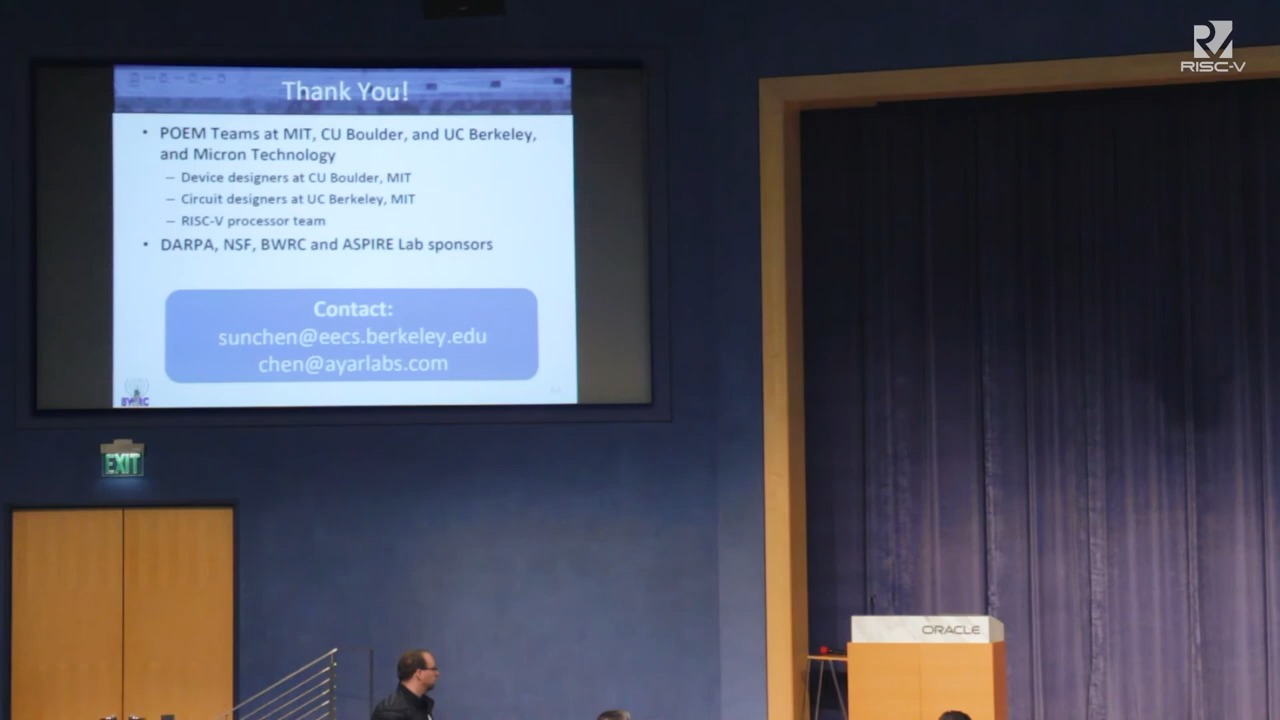 RISC-V
Thank You!
• POEM Teams at MIT, CU Boulder, and UC Berkeley,
and Micron Technology
– Device designers at CU Boulder, MIT
– Circuit designers at UC Berkeley, MIT
– RISC-V processor team
• DARPA, NSF, BWRC and ASPIRE Lab sponsors
Contact:
sunchen@eecs.berkeley.edu
chen@ayarlabs.com
BWRC
EXIT
ORACLE